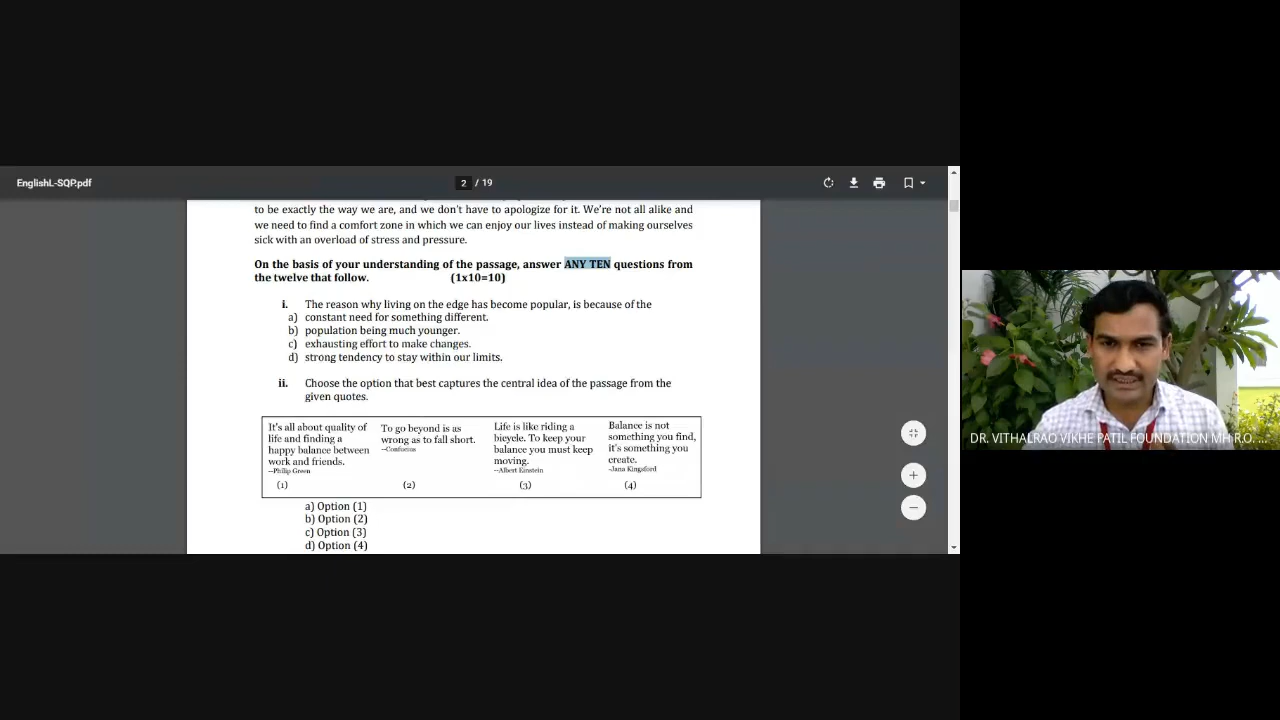 EnglishL-SQP.pdf
2 / 19
to be exactly the way we are, and we don't have to apologize for it. We're not all alike and
we need to find a comfort zone in which we can enjoy our lives instead of making ourselves
sick with an overload of stress and pressure.
On the basis of your understanding of the passage, answer ANY TEN questions from
the twelve that follow. (1x10=10)
i. The reason why living on the edge has become popular, is because of the
a) constant need for something different.
b) population being much younger.
c) exhausting effort to make changes.
d) strong tendency to stay within our limits.
ii. Choose the option that best captures the central idea of the passage from the
given quotes.
It's all about quality of
life and finding a
happy balance between
work and friends.
--Philip Green
(1)
To go beyond is as
wrong as to fall short.
--Confucius
(2)
Life is like riding a
bicycle. To keep your
balance you must keep
moving.
--Albert Einstein
(3)
Balance is not
something you find,
it's something you
create.
-Jana Kingsford
(4)
a) Option (1)
b) Option (2)
c) Option (3)
d) Option (4)
DR. VITHALRAO VIKHE PATIL FOUNDATION MH R.O. ...